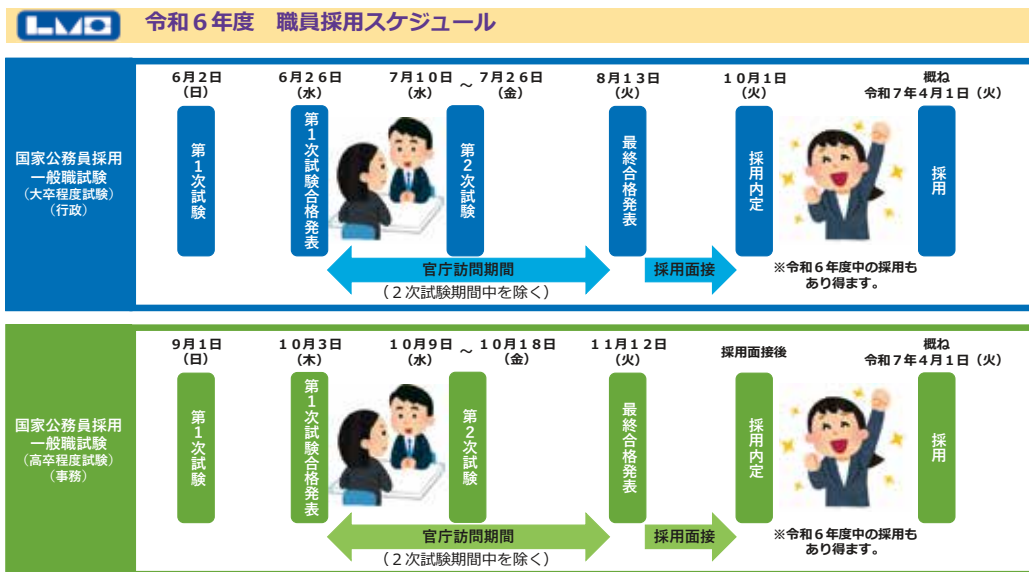 LMO
令和６年度　職員採用スケジュール
国家公務員採用
一般職試験
（大卒程度試験）
（行政）
６月２日
（日）
第１次試験
６月２６日
（水）
第１次試験合格発表
７月１０日
（水）
～
７月２６日
（金）
第２次試験
８月１３日
（火）
最終合格発表
１０月１日
（火）
採用内定
概ね
令和７年４月１日（火）
採用
官庁訪問期間
（２次試験期間中を除く）
採用面接
※令和６年度中の採用も
あり得ます。
国家公務員採用
一般職試験
（高卒程度試験）
（事務）
９月１日
（日）
第１次試験
１０月３日
（木）
第１次試験合格発表
１０月９日
（水）
～
１０月１８日
（金）
第２次試験
１１月１２日
（火）
最終合格発表
採用面接後
採用内定
概ね
令和７年４月１日（火）
採用
官庁訪問期間
（２次試験期間中を除く）
採用面接
※令和６年度中の採用も
あり得ます。